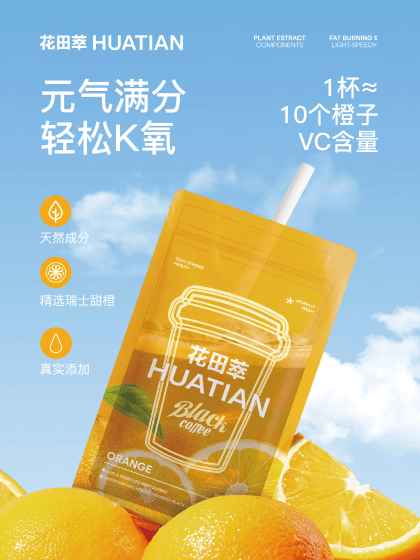 花田萃 HUATIAN
PLANT ESTRACT
COMPONENTS
FAT BURNING &
LIGHT-SPEEDY
元气满分
轻松K氧
1杯≈
10个橙子
VC含量
天然成分
精选瑞士甜橙
真实添加
花田萃
HUATIAN
Black
coffee
ORANGE